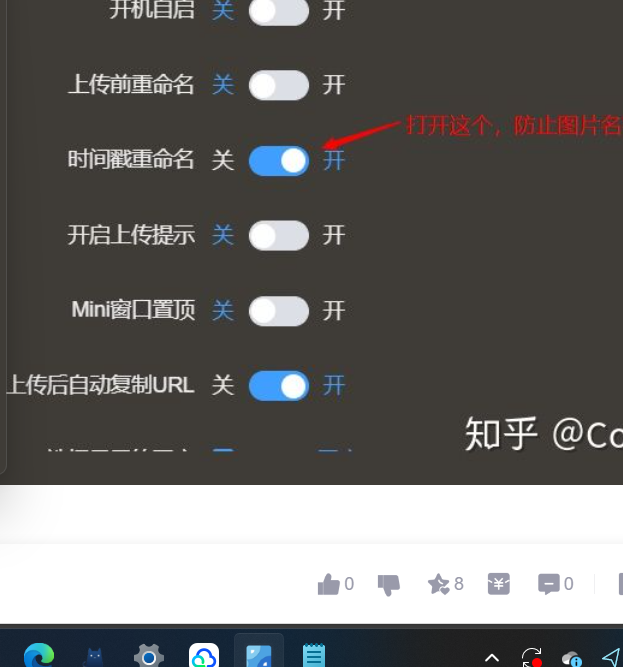 开机自启 关 开
上传前重命名 关 开
打开这个，防止图片名
时间戳重命名 关 开
开启上传提示 关 开
Mini窗口置顶 关 开
上传后自动复制URL 关 开
知乎 @Co
0 8 0